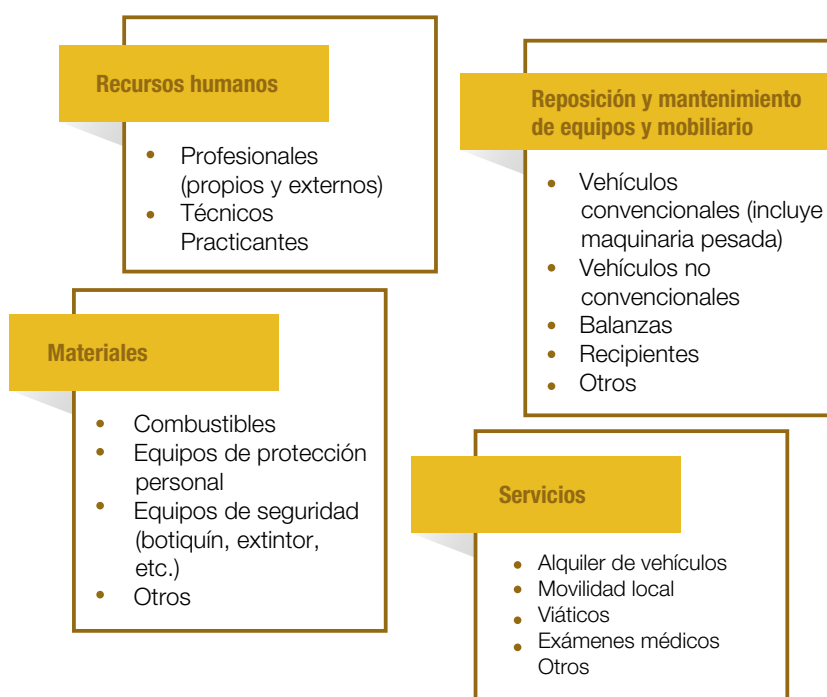 Recursos humanos
• Profesionales
(propios y externos)
• Técnicos
Practicantes
Reposición y mantenimiento
de equipos y mobiliario
• Vehículos
convencionales (incluye
maquinaria pesada)
• Vehículos no
convencionales
• Balanzas
• Recipientes
• Otros
Materiales
• Combustibles
• Equipos de protección
personal
• Equipos de seguridad
(botiquín, extintor,
etc.)
• Otros
Servicios
• Alquiler de vehículos
• Movilidad local
• Viáticos
• Exámenes médicos
Otros